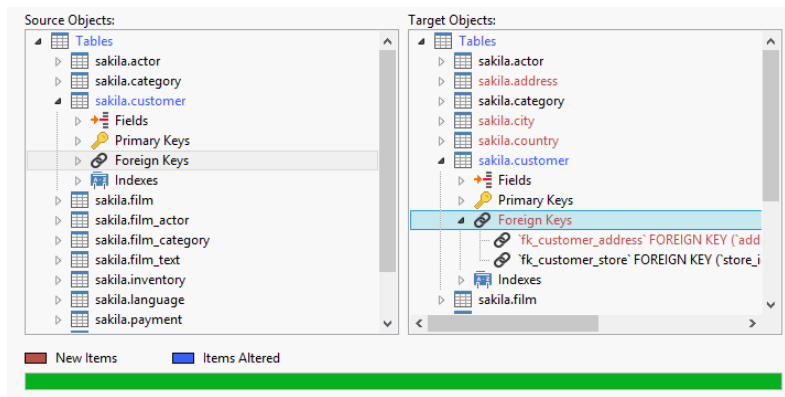 Source Objects:
Tables
sakila.actor
sakila.category
sakila.customer
Fields
Primary Keys
Foreign Keys
Indexes
sakila.film
sakila.film_actor
sakila.film_category
sakila.film_text
sakila.inventory
sakila.language
sakila.payment
Target Objects:
Tables
sakila.actor
sakila.address
sakila.category
sakila.city
sakila.country
sakila.customer
Fields
Primary Keys
Foreign Keys
`fk_customer_address` FOREIGN KEY (`add
`fk_customer_store` FOREIGN KEY (`store_i
Indexes
sakila.film
New Items
Items Altered